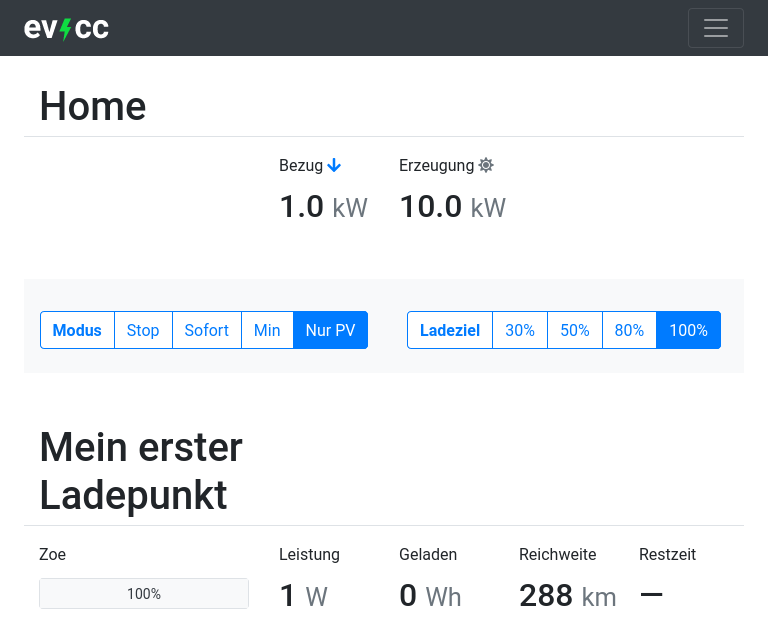 evcc
Home
Bezug Erzeugung
1.0 kW 10.0 kW
Modus Stop Sofort Min Nur PV Ladeziel 30% 50% 80% 100%
Mein erster
Ladepunkt
Zoe Leistung Geladen Reichweite Restzeit
100% 1 W 0 Wh 288 km —